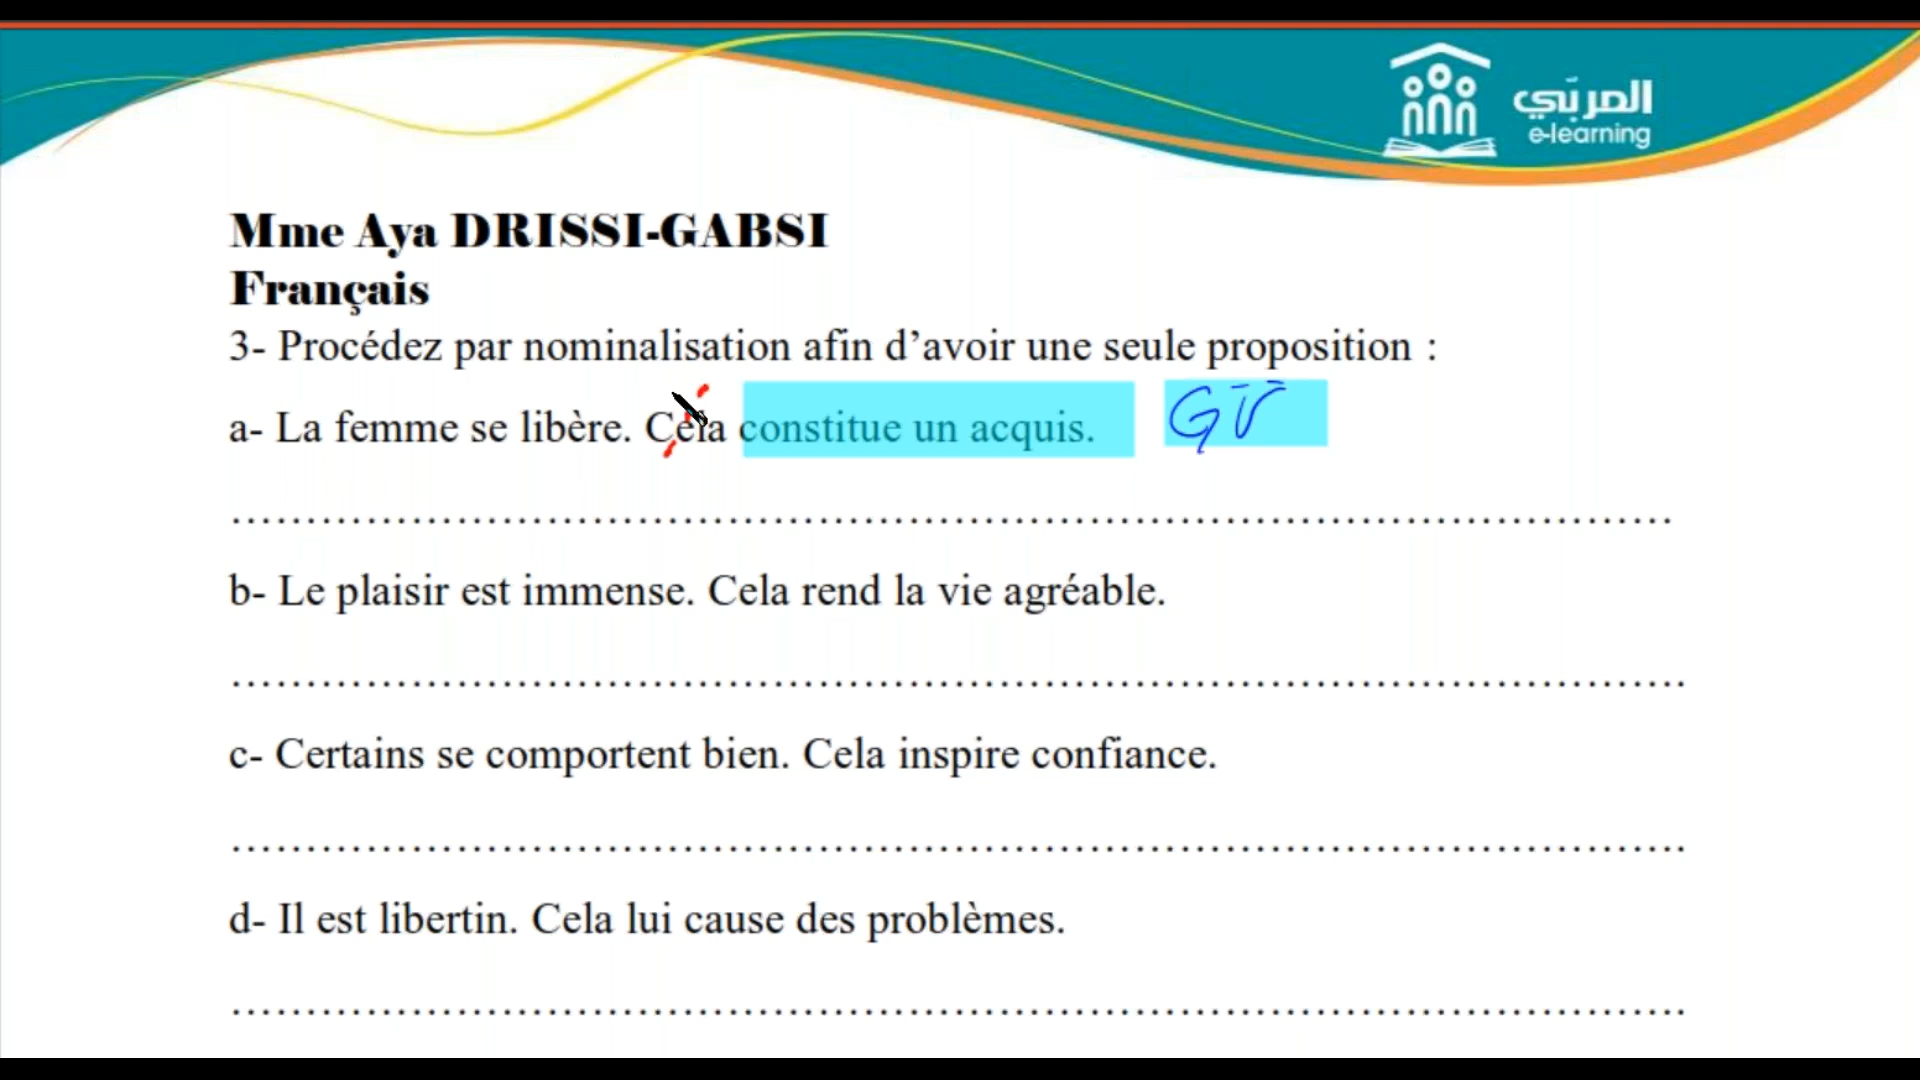 المربّي
e-learning
Mme Aya DRISSI-GABSI
Français
3- Procédez par nominalisation afin d’avoir une seule proposition :
a- La femme se libère. Cela constitue un acquis. GV
………………………………………………………………………………
b- Le plaisir est immense. Cela rend la vie agréable.
……………………………………………………………………………….
c- Certains se comportent bien. Cela inspire confiance.
……………………………………………………………………………….
d- Il est libertin. Cela lui cause des problèmes.
……………………………………………………………………………….